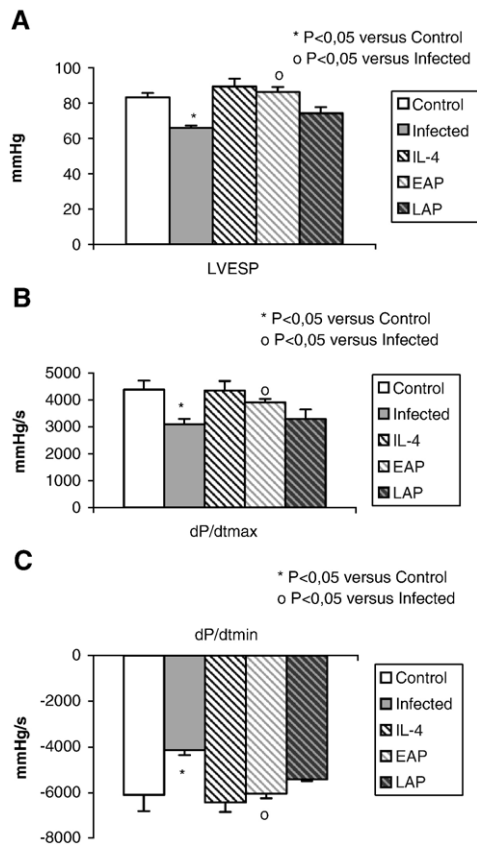 A
* P<0,05 versus Control
o P<0,05 versus Infected
100
80
60
40
20
0
mmHg
*
o
LVESP
Control
Infected
IL-4
EAP
LAP
B
* P<0,05 versus Control
o P<0,05 versus Infected
5000
4000
3000
2000
1000
0
mmHg/s
*
o
dP/dtmax
Control
Infected
IL-4
EAP
LAP
C
* P<0,05 versus Control
o P<0,05 versus Infected
dP/dtmin
0
-2000
-4000
-6000
-8000
mmHg/s
*
o
Control
Infected
IL-4
EAP
LAP